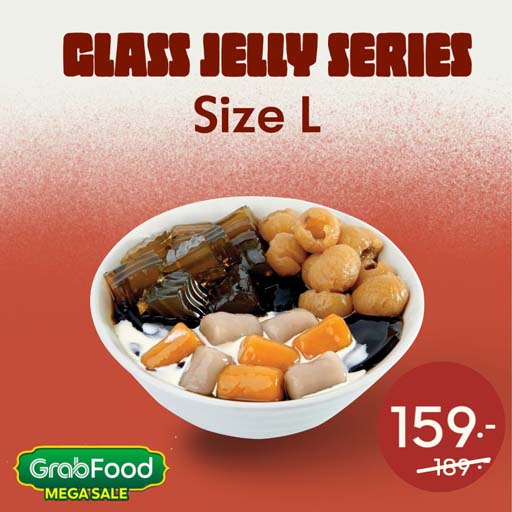 GLASS JELLY SERIES
Size L
159.-
189.-
GrabFood
MEGA SALE